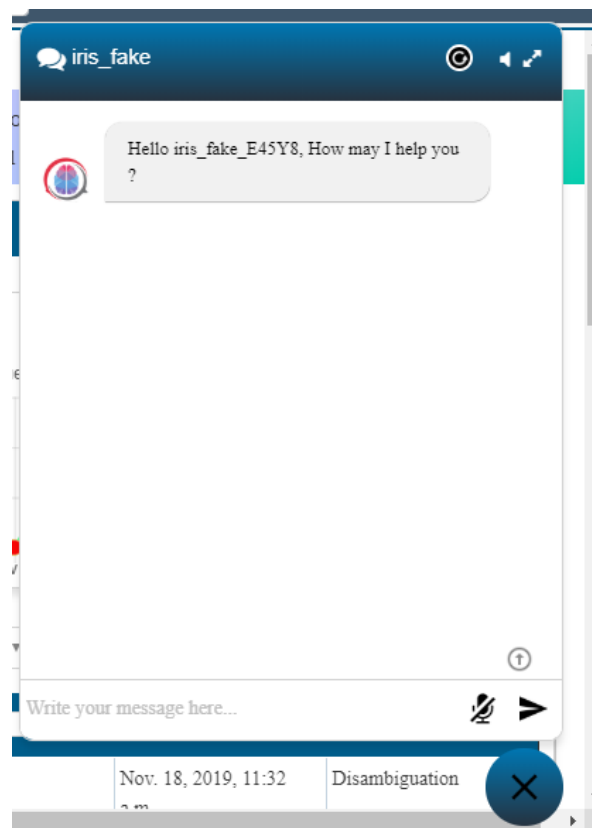 iris_fake
Hello iris_fake_E45Y8, How may I help you
?
Write your message here...
Nov. 18, 2019, 11:32
Disambiguation